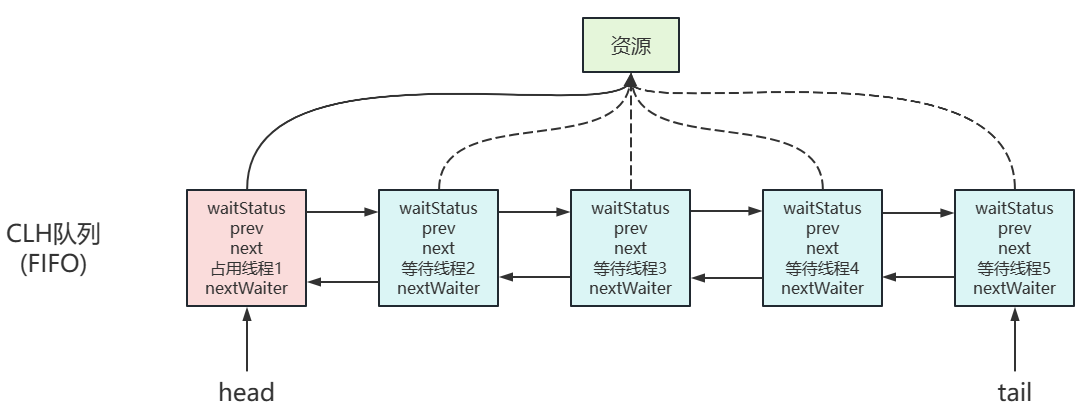 资源
CLH队列
(FIFO)
waitStatus
prev
next
占用线程1
nextWaiter
waitStatus
prev
next
等待线程2
nextWaiter
waitStatus
prev
next
等待线程3
nextWaiter
waitStatus
prev
next
等待线程4
nextWaiter
waitStatus
prev
next
等待线程5
nextWaiter
head
tail